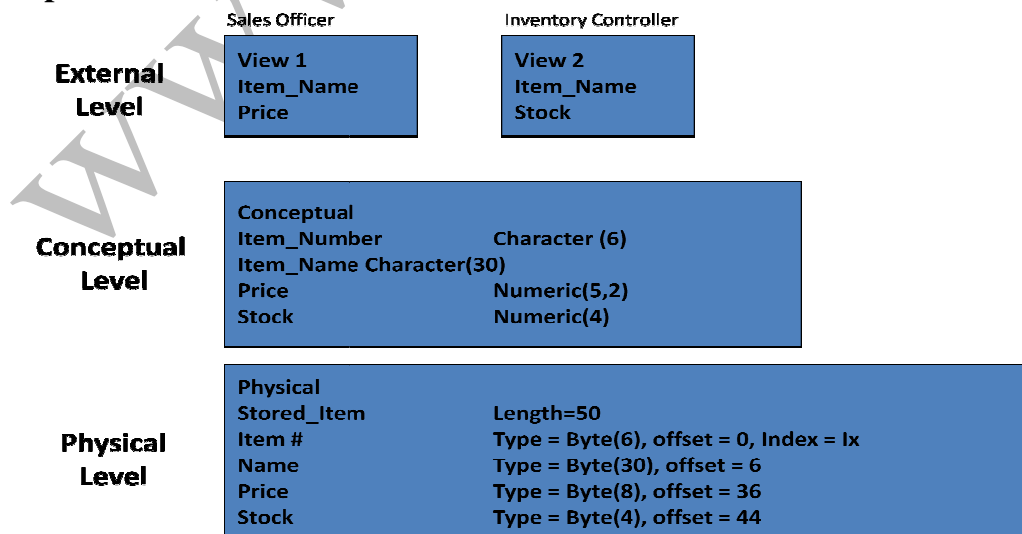 Sales Officer Inventory Controller
External Level
View 1
Item_Name
Price
View 2
Item_Name
Stock
Conceptual Level
Conceptual
Item_Number Character (6)
Item_Name Character(30)
Price Numeric(5,2)
Stock Numeric(4)
Physical Level
Physical
Stored_Item Length=50
Item # Type = Byte(6), offset = 0, Index = Ix
Name Type = Byte(30), offset = 6
Price Type = Byte(8), offset = 36
Stock Type = Byte(4), offset = 44